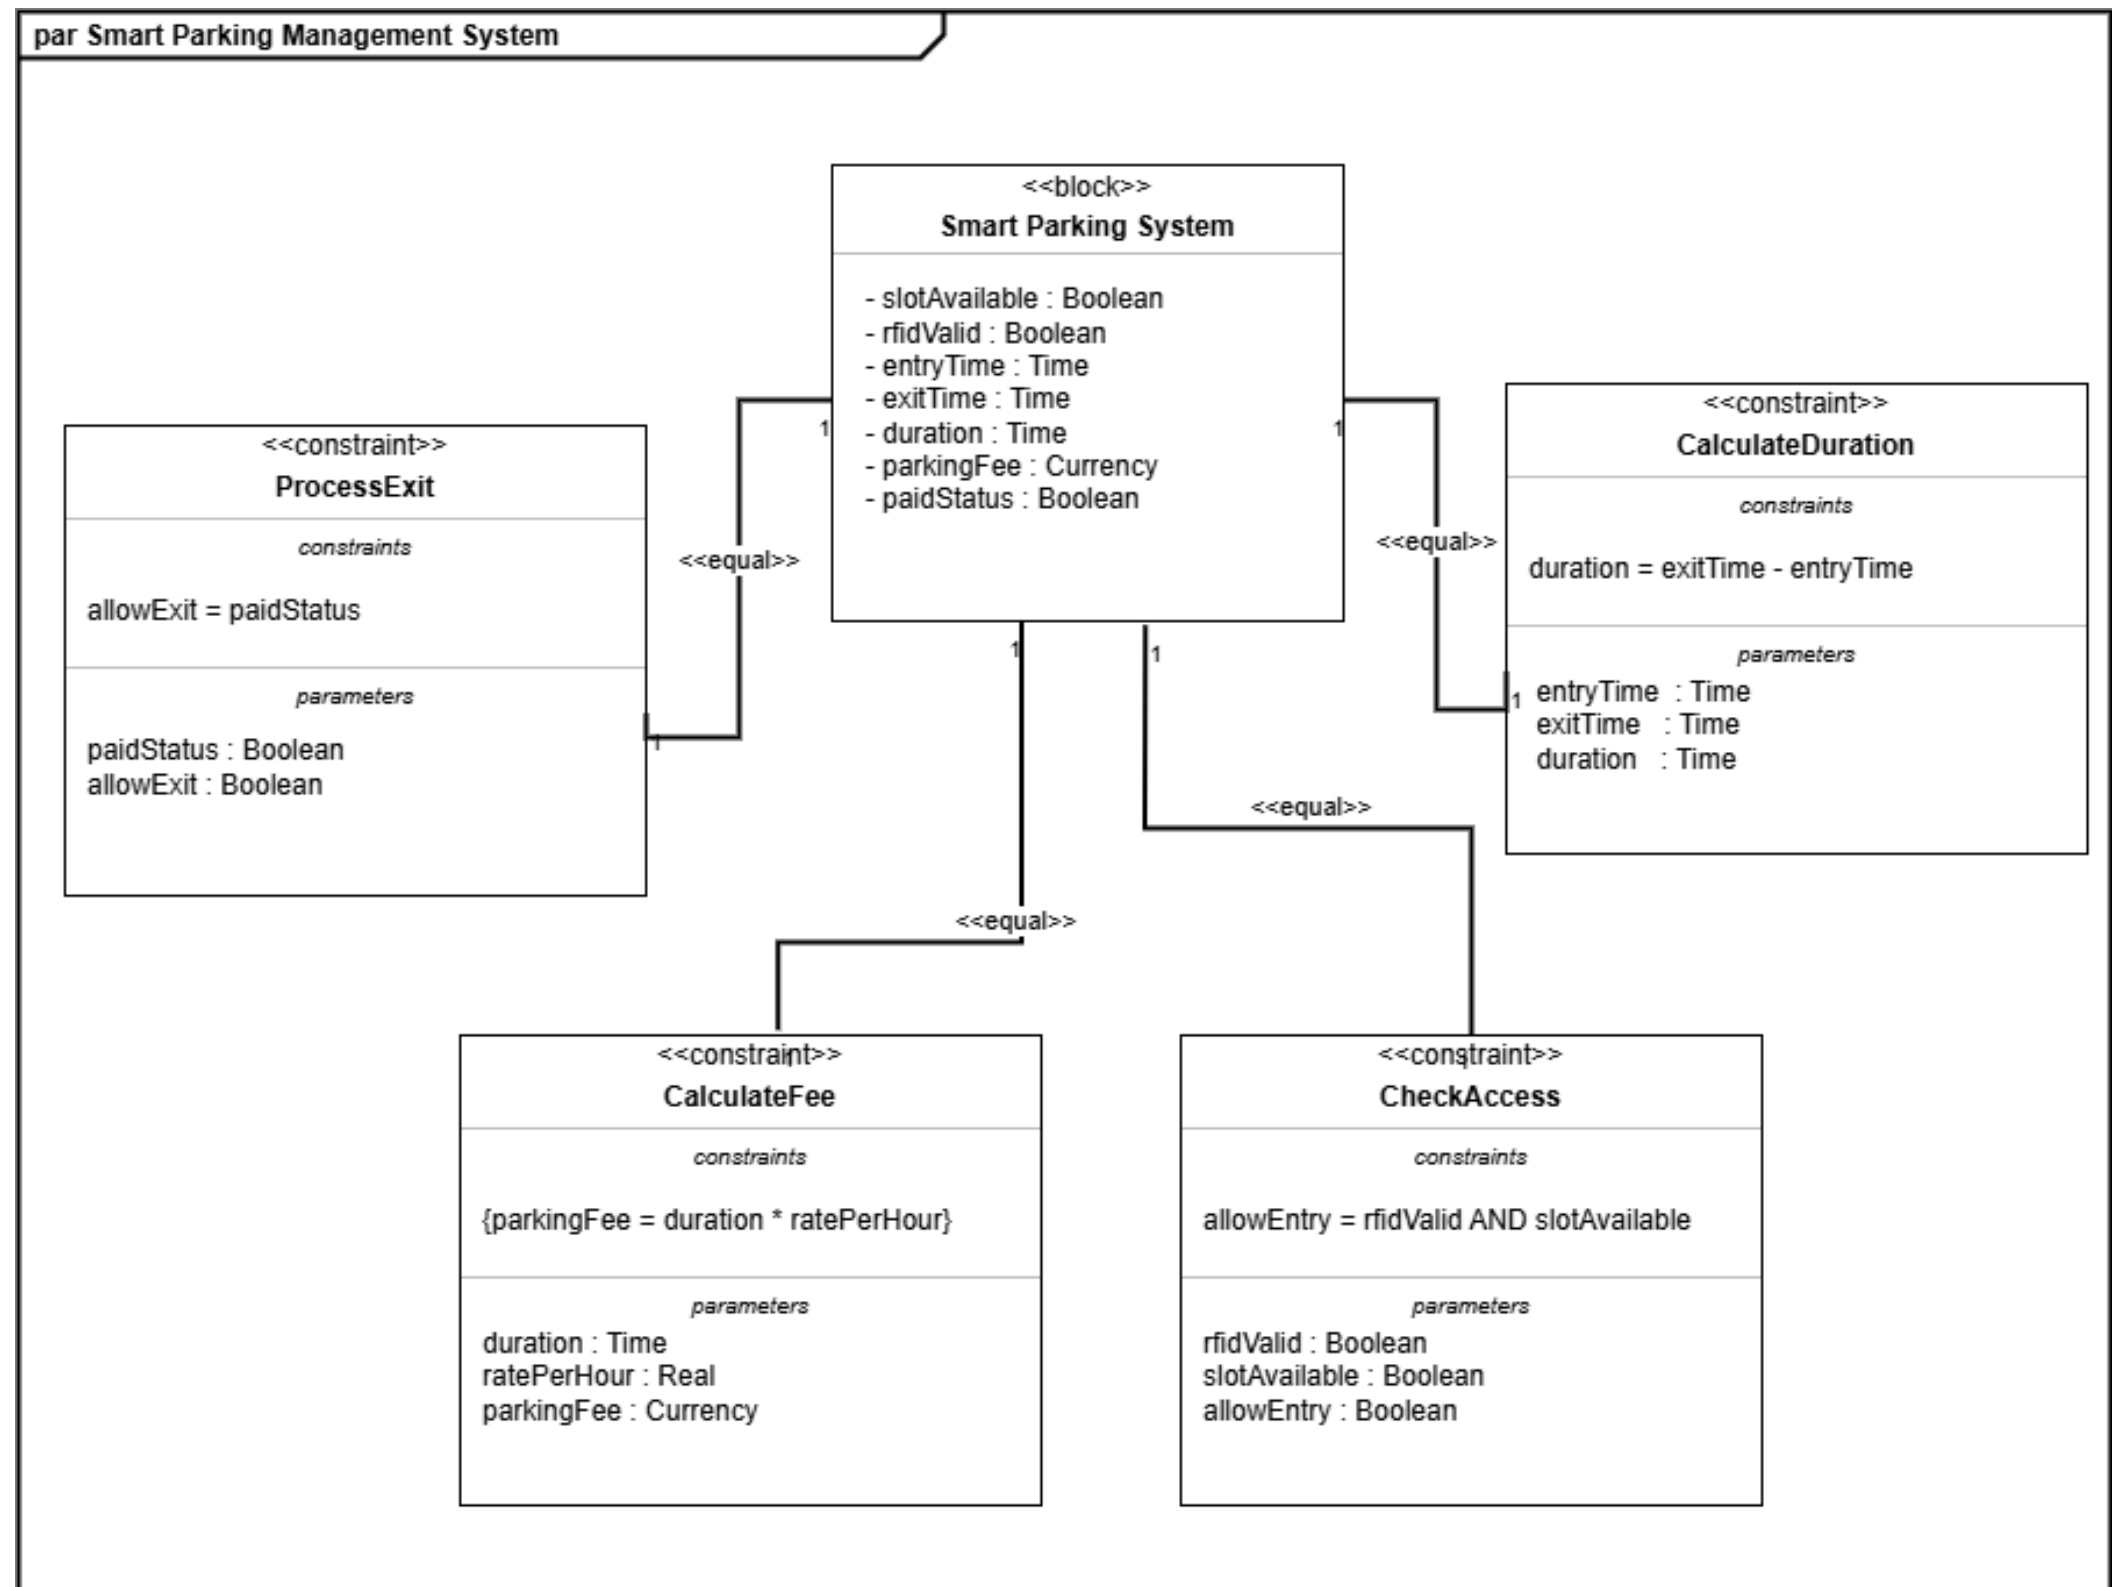 par Smart Parking Management System
<<block>>
Smart Parking System
- slotAvailable : Boolean
- rfidValid : Boolean
- entryTime : Time
- exitTime : Time
- duration : Time
- parkingFee : Currency
- paidStatus : Boolean
1
1
1
1
<<constraint>>
ProcessExit
constraints
allowExit = paidStatus
parameters
paidStatus : Boolean
allowExit : Boolean
1
<<equal>>
<<constraint>>
CalculateDuration
constraints
duration = exitTime - entryTime
parameters
entryTime : Time
exitTime : Time
duration : Time
1
<<equal>>
<<equal>>
<<equal>>
<<constraint>>
CalculateFee
constraints
{parkingFee = duration * ratePerHour}
parameters
duration : Time
ratePerHour : Real
parkingFee : Currency
<<constraint>>
CheckAccess
constraints
allowEntry = rfidValid AND slotAvailable
parameters
rfidValid : Boolean
slotAvailable : Boolean
allowEntry : Boolean